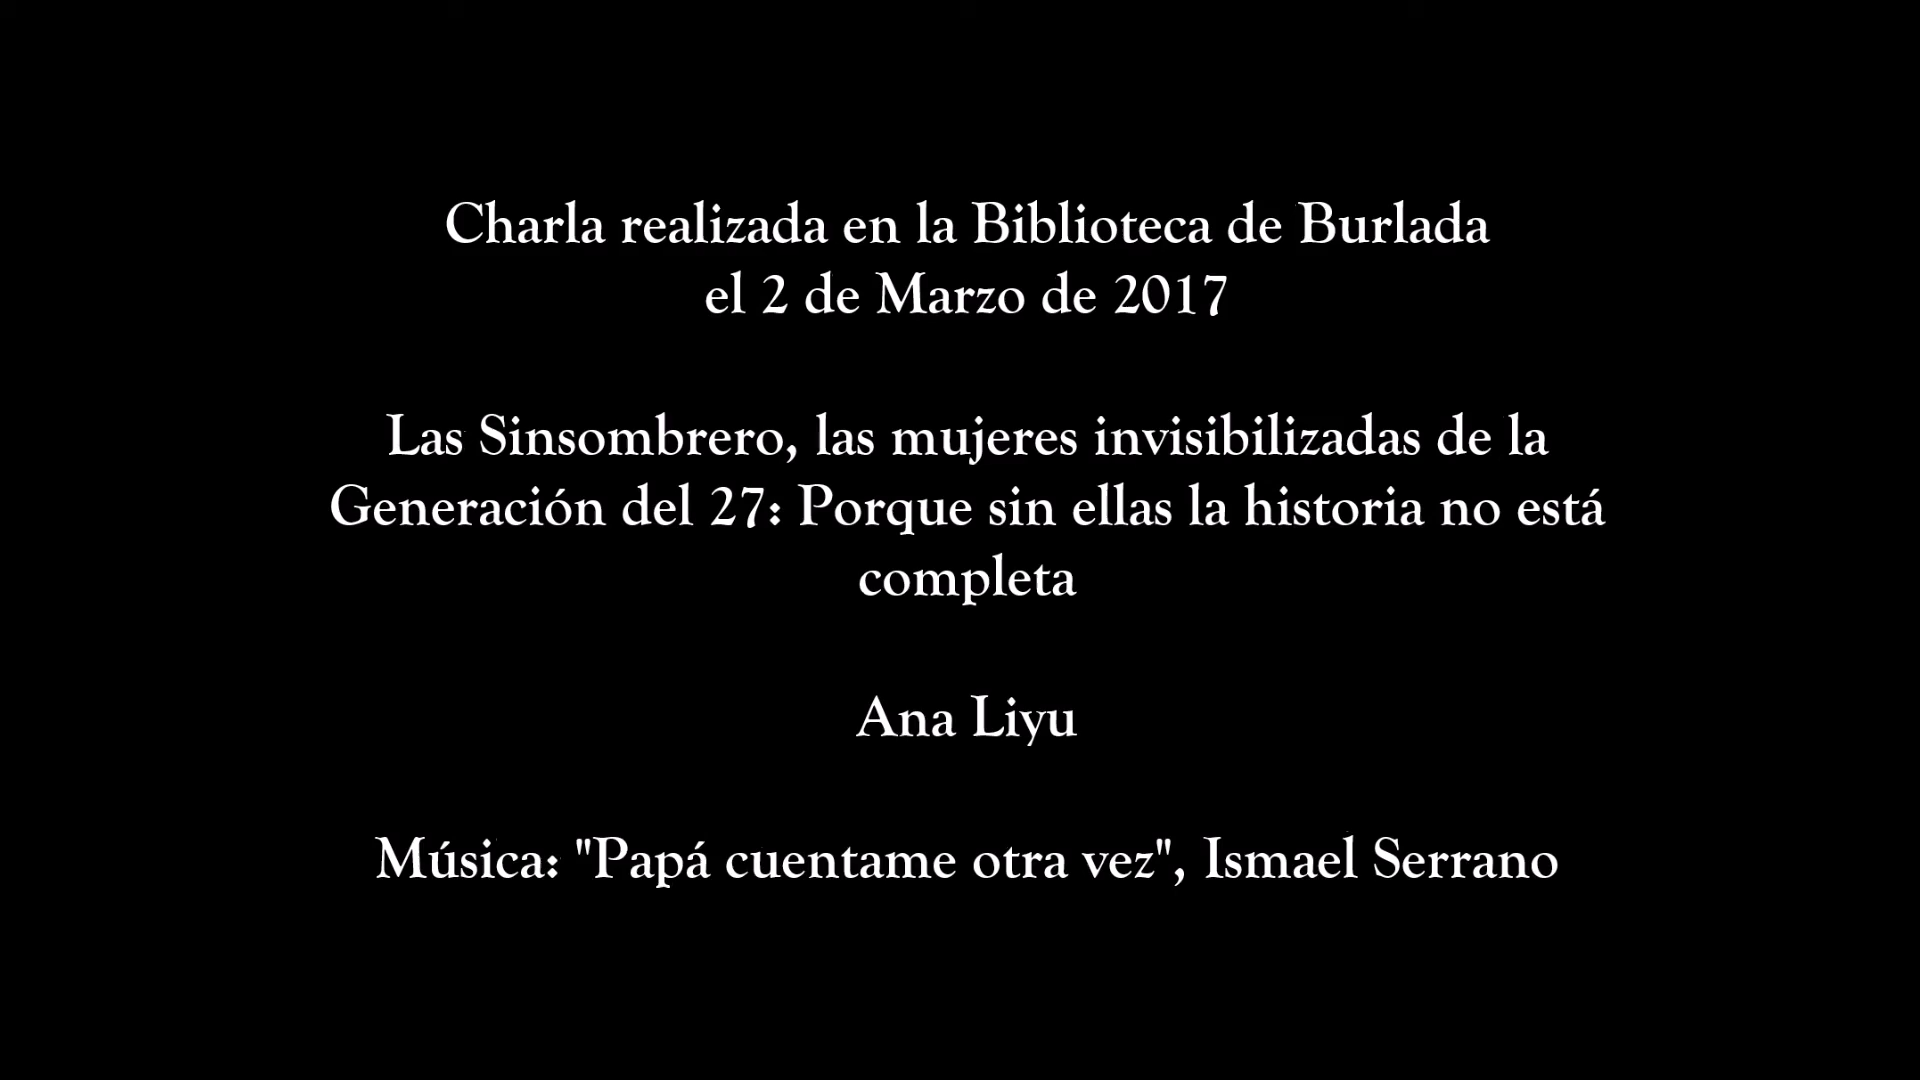 Charla realizada en la Biblioteca de Burlada
el 2 de Marzo de 2017
Las Sinsombrero, las mujeres invisibilizadas de la
Generación del 27: Porque sin ellas la historia no está
completa
Ana Liyu
Música: "Papá cuentame otra vez", Ismael Serrano